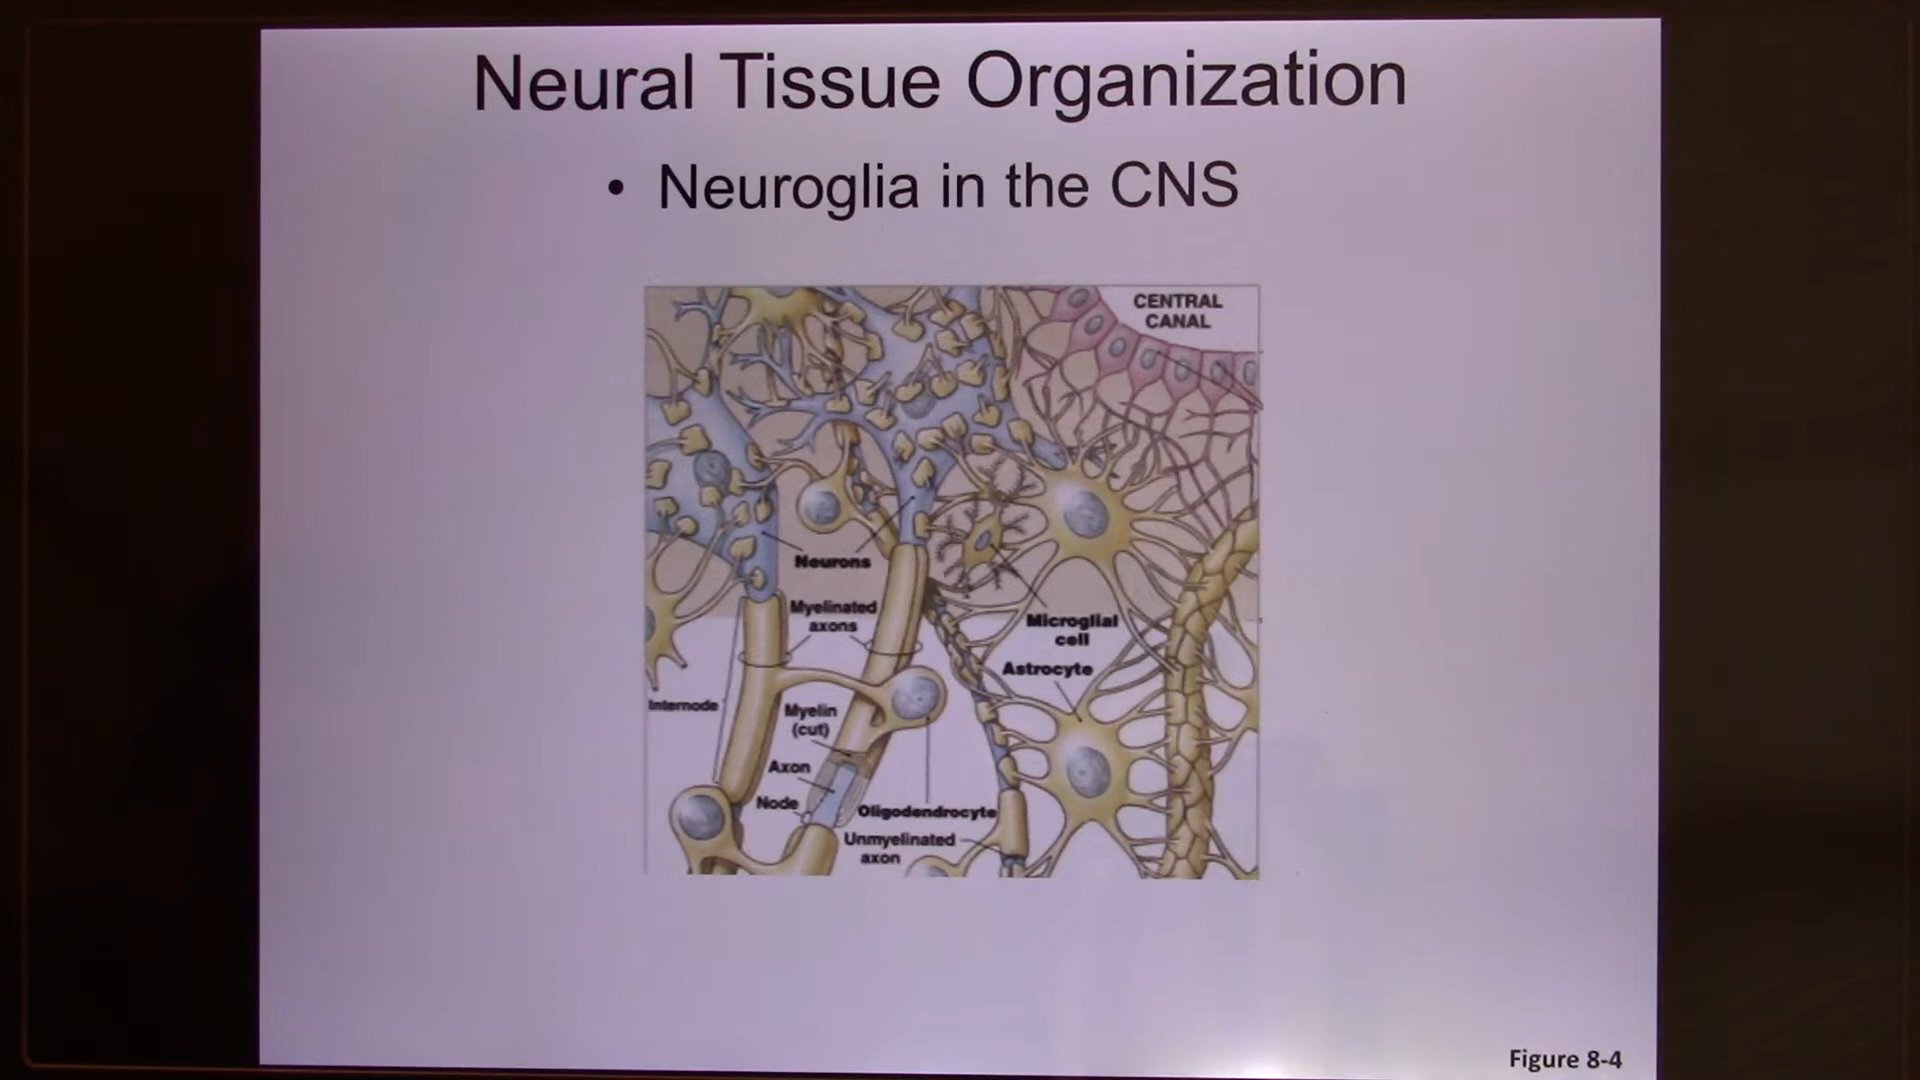 Neural Tissue Organization
• Neuroglia in the CNS
CENTRAL
CANAL
Neurons
Myelinated
axons
Microglial
cell
Astrocyte
Internode
Myelin
(cut)
Axon
Node
Oligodendrocyte
Unmyelinated
axon
Figure 8-4